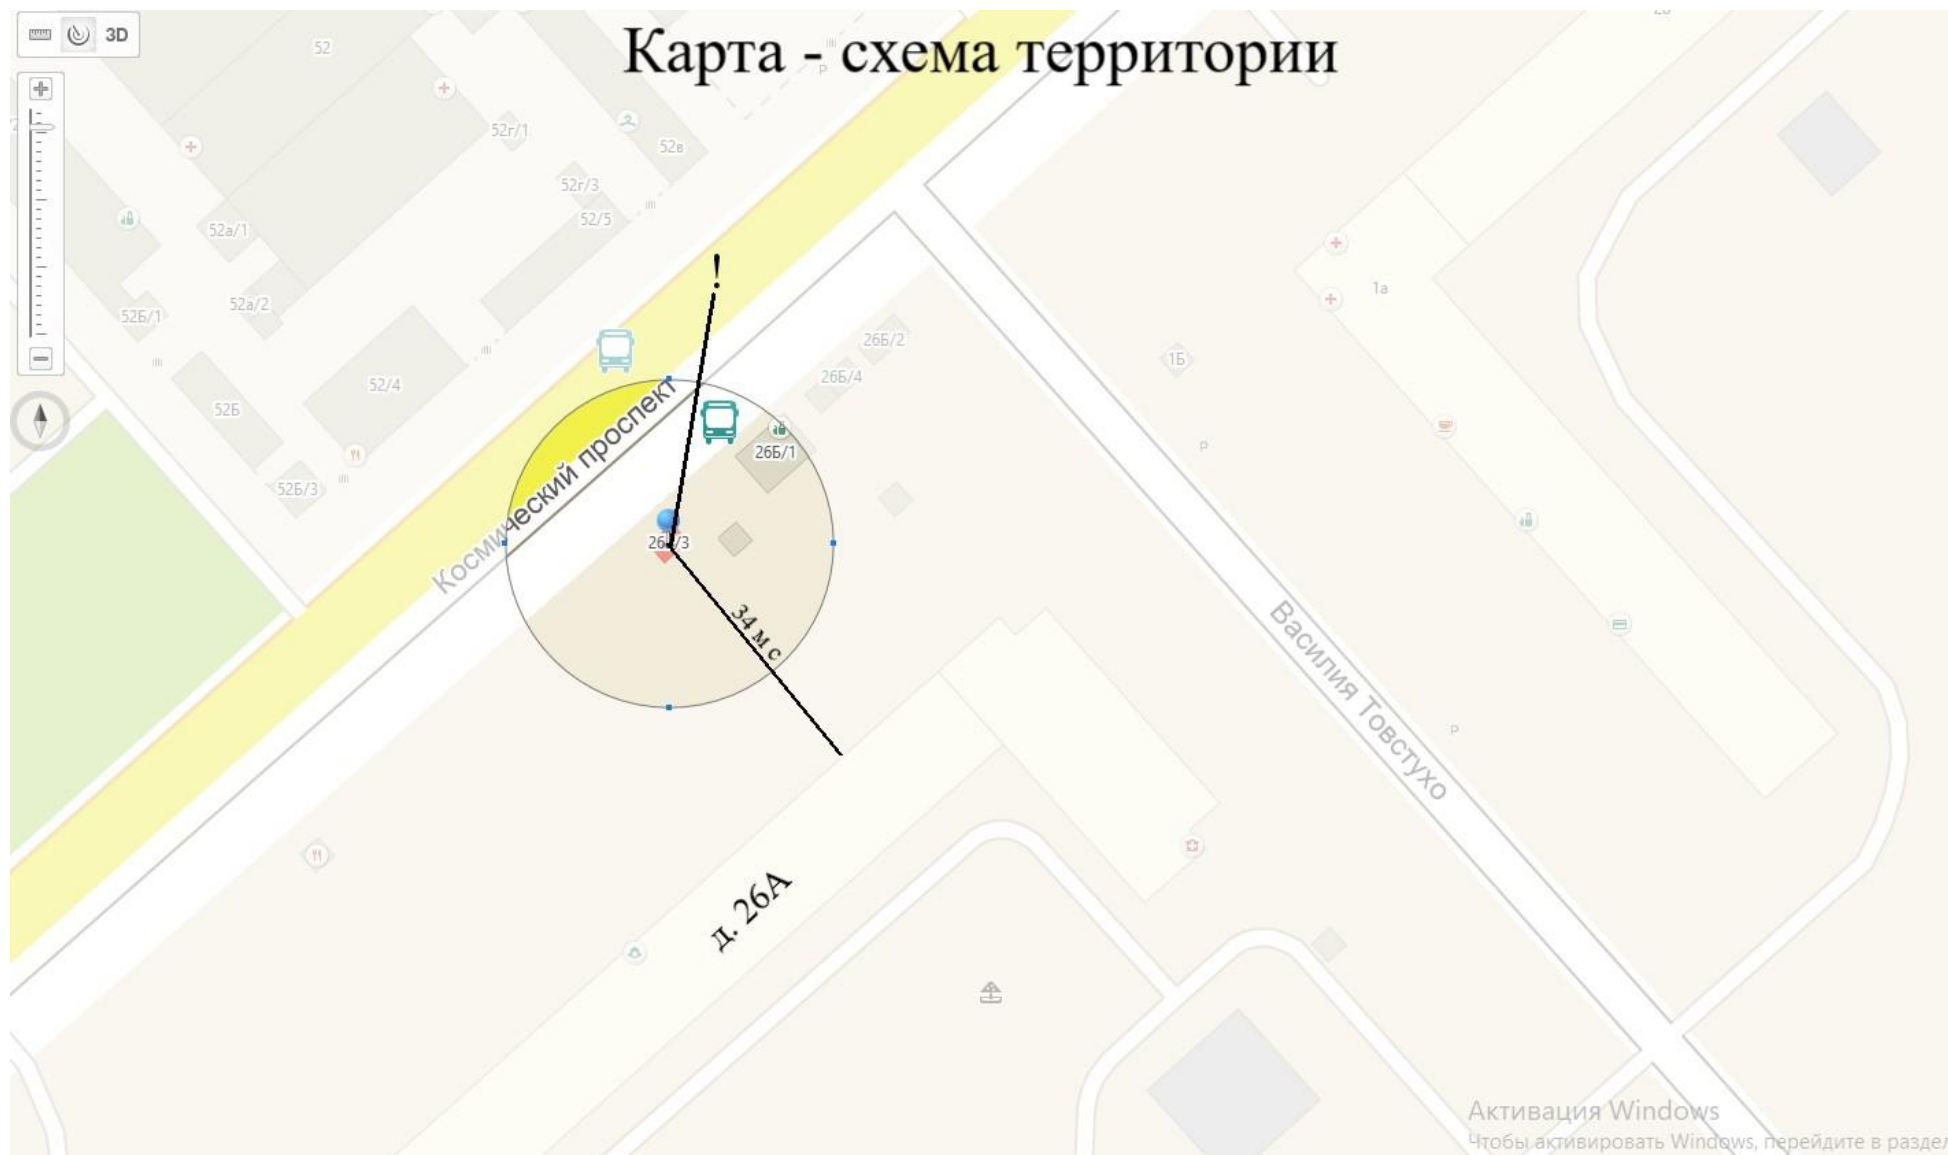 Карта - схема территории
3D
52
52г/1
52в
52г/3
52/5
52а/1
52а/2
52Б/1
52/4
52Б
52Б/3
!
26Б/2
26Б/4
26Б/1
Космический проспект
1а
1Б
P
34 м с
Василия Товстухо
P
д. 26А
Активация Windows
Чтобы активировать Windows, перейдите в раздел